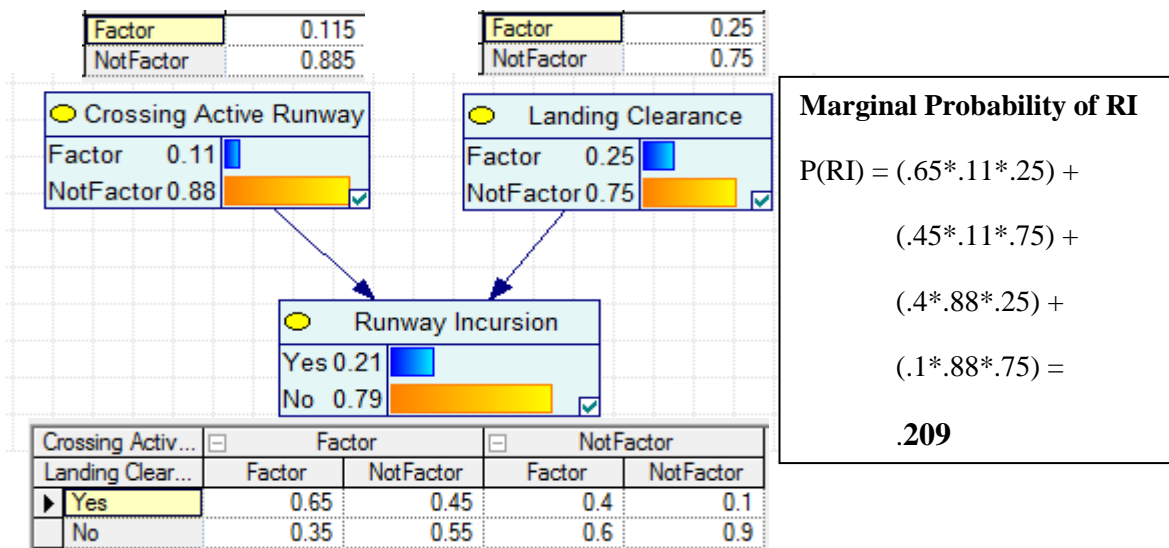 Factor 0.115
NotFactor 0.885
Factor 0.25
NotFactor 0.75
Crossing Active Runway
Factor 0.11
NotFactor 0.88
Landing Clearance
Factor 0.25
NotFactor 0.75
Runway Incursion
Yes 0.21
No 0.79
Crossing Activ... Factor NotFactor
Landing Clear... Factor NotFactor Factor NotFactor
Yes 0.65 0.45 0.4 0.1
No 0.35 0.55 0.6 0.9
Marginal Probability of RI
P(RI) = (.65*.11*.25) +
(.45*.11*.75) +
(.4*.88*.25) +
(.1*.88*.75) =
.209